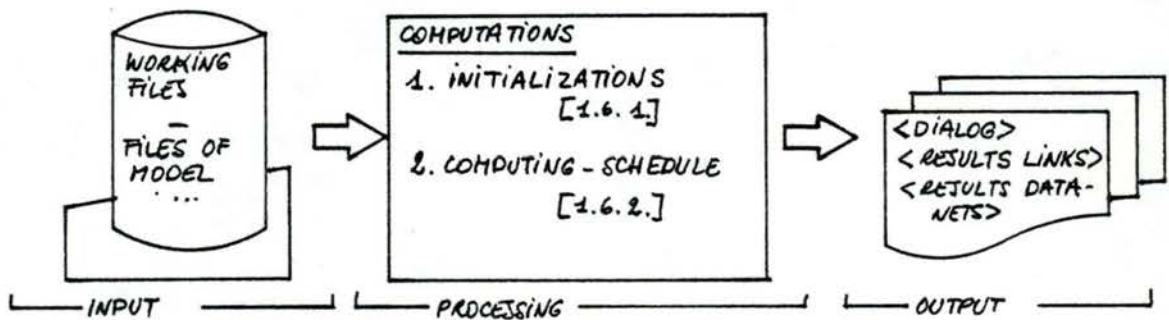 WORKING
FILES
–
FILES OF
MODEL
....
COMPUTATIONS
1. INITIALIZATIONS
[1.6. 1.]
2. COMPUTING - SCHEDULE
[1.6. 2.]
<DIALOG>
<RESULTS LINKS>
<RESULTS DATA-
NETS>
INPUT
PROCESSING
OUTPUT